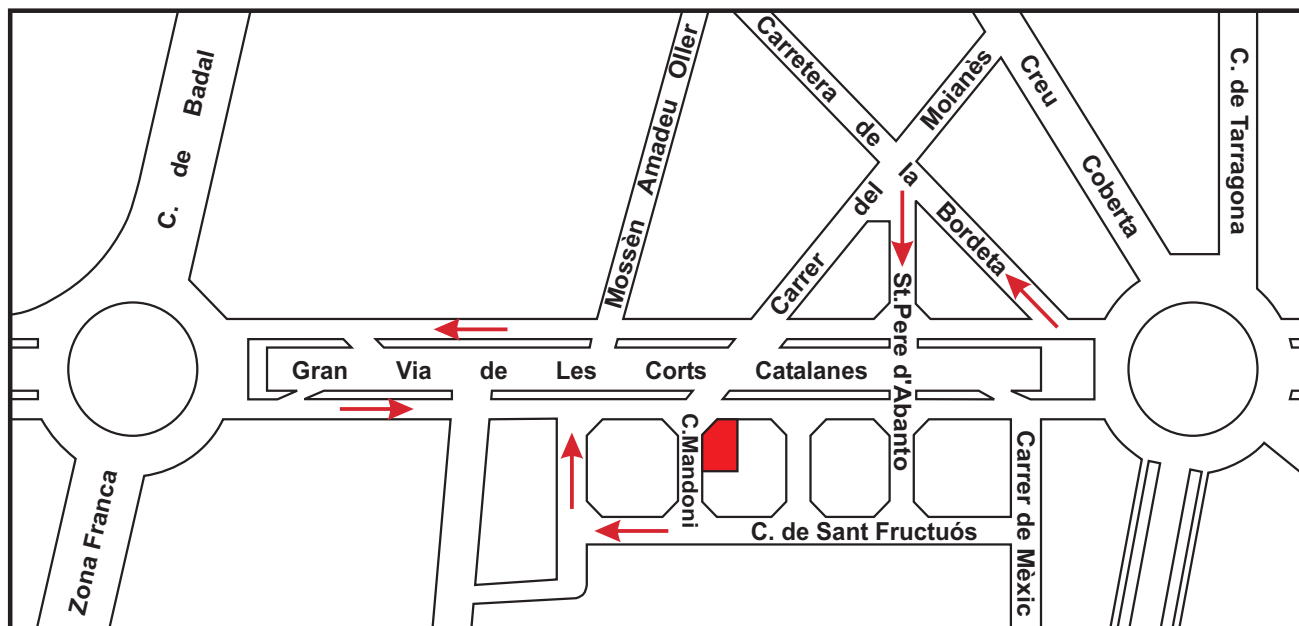 C. de Badal
Mossèn Amadeu Oller
Carretera de la Bordeta
Carrer del Moianès
Creu Coberta
C. de Tarragona
St.Pere d'Abanto
Gran Via de Les Corts Catalanes
C.Mandoni
Carrer de Mèxic
C. de Sant Fructuós
Zona Franca